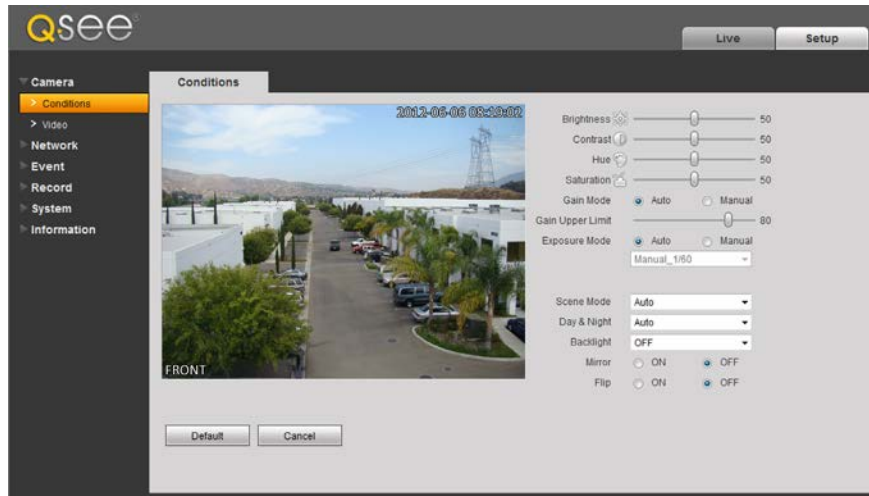 Q-See
Live Setup
Camera
> Conditions
> Video
Network
Event
Record
System
Information
Conditions
2012-06-06 08:19:02
FRONT
Brightness 50
Contrast 50
Hue 50
Saturation 50
Gain Mode Auto Manual
Gain Upper Limit 80
Exposure Mode Auto Manual
Manual_1/60
Scene Mode Auto
Day & Night Auto
Backlight OFF
Mirror ON OFF
Flip ON OFF
Default Cancel